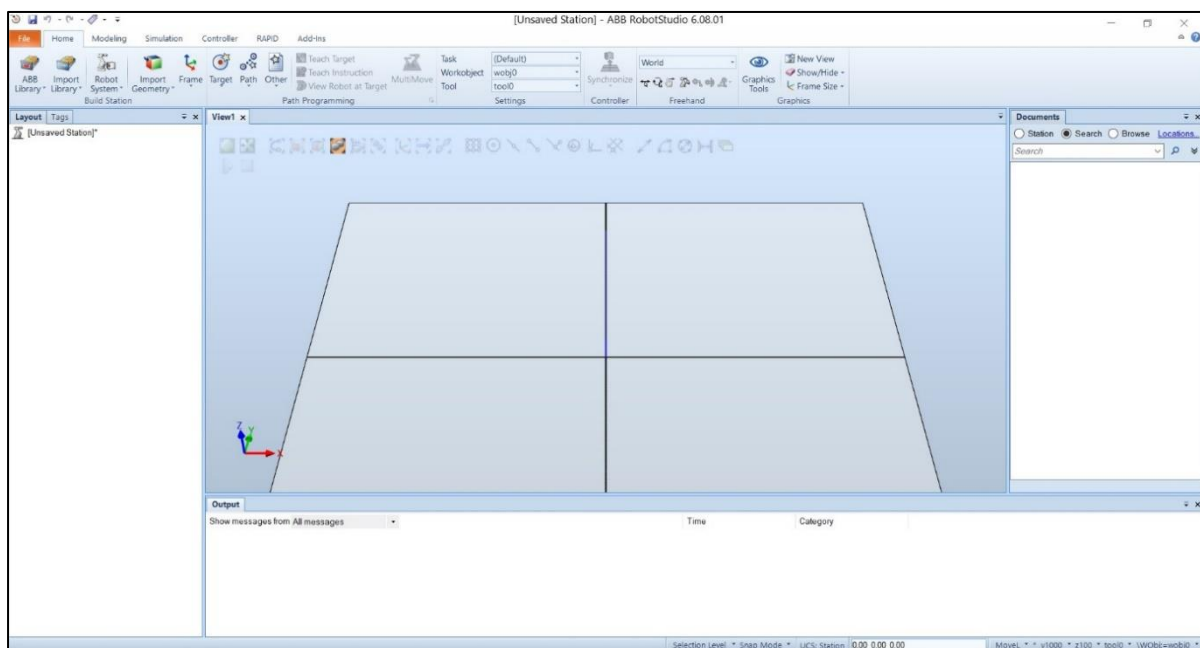 [Unsaved Station] - ABB RobotStudio 6.08.01
File Home Modeling Simulation Controller RAPID Add-Ins
ABB Library
Import Library
Robot System
Import Geometry
Frame
Build Station
Target Path Other
Teach Target
Teach Instruction
View Robot at Target
MultiMove
Path Programming
Task (Default)
Workobject wobj0
Tool tool0
Settings
Synchronize
Controller
World
Freehand
Graphics Tools
New View
Show/Hide
Frame Size
Graphics
Layout Tags
[Unsaved Station]*
View1
Z
Y
X
Documents
Station Search Browse Locations...
Search
Output
Show messages from All messages Time Category
Selection Level Snap Mode UCS: Station 0.00 0.00 0.00 MoveL * v1000 z100 tool0 \WObj:=wobj0